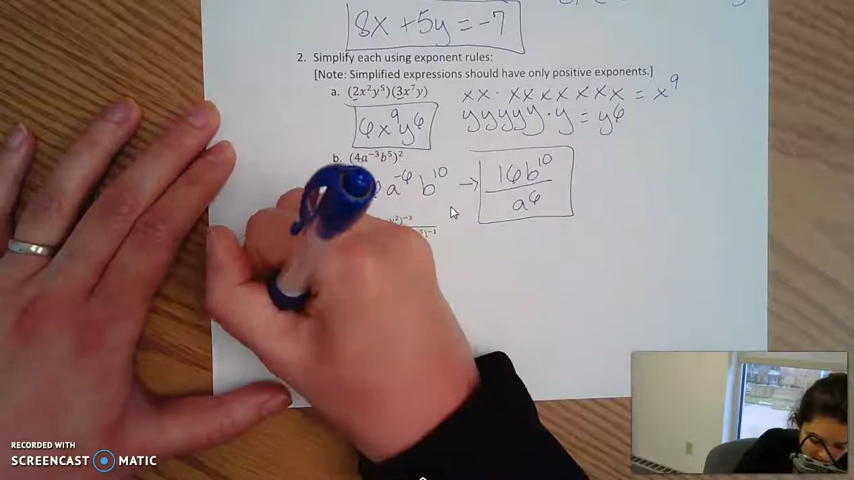 8x + 5y = -7
2. Simplify each using exponent rules:
[Note: Simplified expressions should have only positive exponents.]
a. (2x²y⁵)(3x⁷y)
xx · xxxxxxx = x⁹
yyyyy · y = y⁶
6x⁹y⁶
b. (4a⁻³b⁵)²
a⁻⁶ b¹⁰ → 16b¹⁰
a⁶
RECORDED WITH
SCREENCAST MATIC